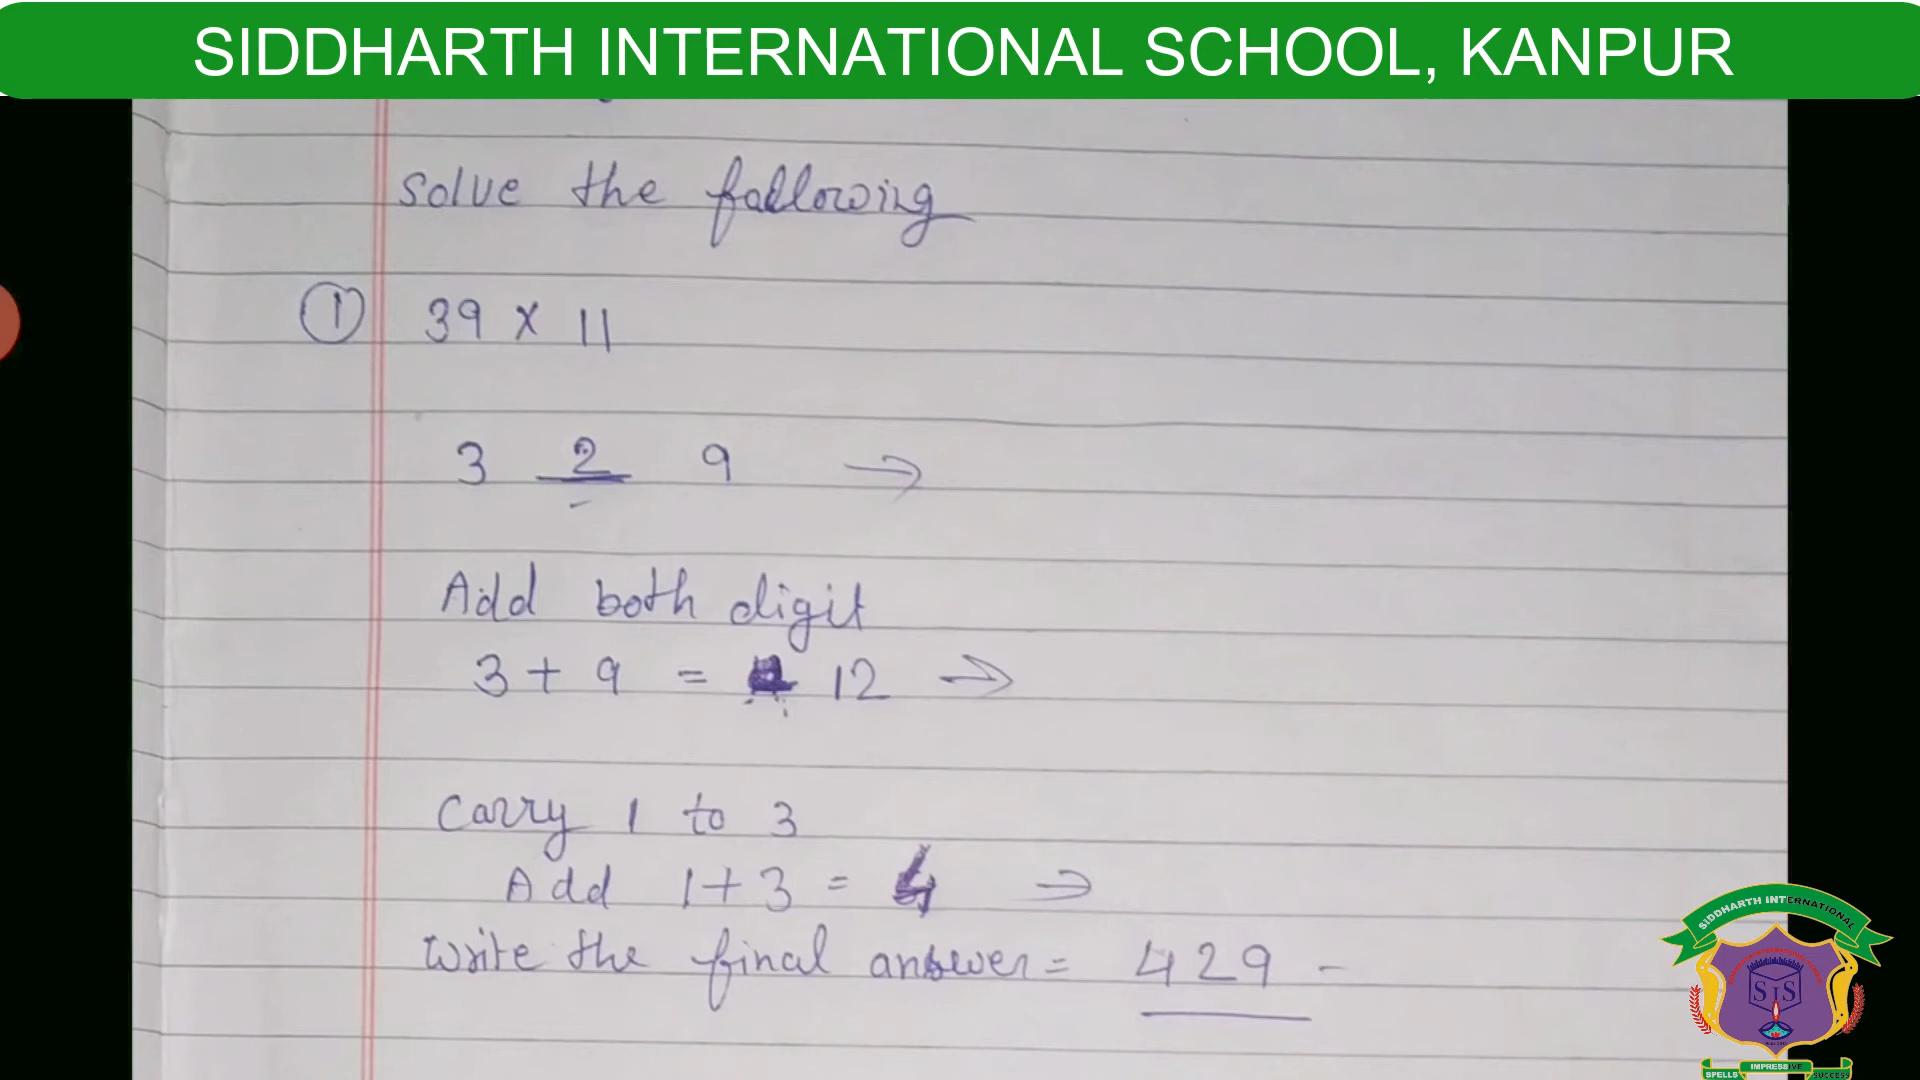 SIDDHARTH INTERNATIONAL SCHOOL, KANPUR
solve the following
① 39 x 11
3 2 9 →
Add both digit
3 + 9 = 12 →
Carry 1 to 3
Add 1+3 = 4 →
Write the final answer = 429 -
SIDDHARTH INTERNATIONAL
SIS
SPELLS IMPRESSIVE SUCCESS